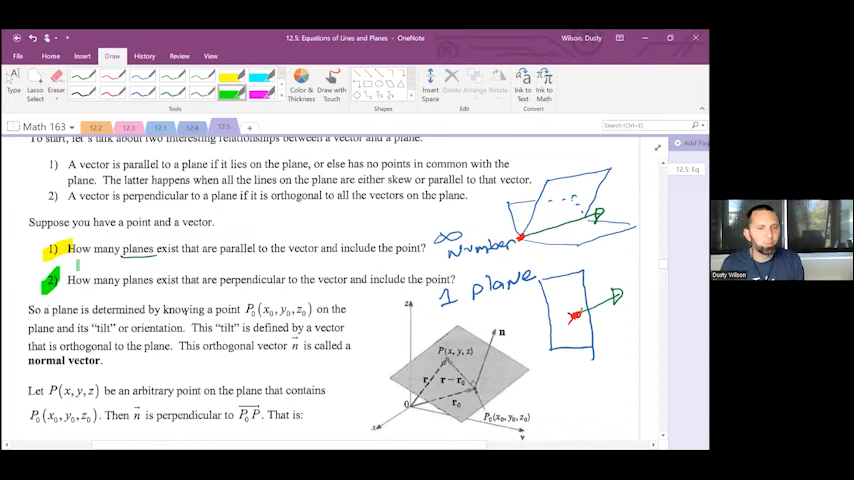 12.5: Equations of Lines and Planes - OneNote
Wilson, Dusty
File Home Insert Draw History Review View
Type
Lasso Select
Eraser
Color & Thickness
Draw with Touch
Insert Space
Delete
Arrange
Rotate
Ink to Text
Ink to Math
Tools
Shapes
Edit
Convert
Math 163
12.2 12.3 12.1 12.4 12.5 +
Search (Ctrl+E)
Add Pag
12.5: Eq
To start, let's talk about two interesting relationships between a vector and a plane.
1) A vector is parallel to a plane if it lies on the plane, or else has no points in common with the
plane. The latter happens when all the lines on the plane are either skew or parallel to that vector.
2) A vector is perpendicular to a plane if it is orthogonal to all the vectors on the plane.
Suppose you have a point and a vector.
1) How many planes exist that are parallel to the vector and include the point?
∞ Number
2) How many planes exist that are perpendicular to the vector and include the point?
1 plane
So a plane is determined by knowing a point P₀(x₀, y₀, z₀) on the
plane and its "tilt" or orientation. This "tilt" is defined by a vector
that is orthogonal to the plane. This orthogonal vector n⃗ is called a
normal vector.
Let P(x, y, z) be an arbitrary point on the plane that contains
P₀(x₀, y₀, z₀). Then n⃗ is perpendicular to P₀P⃗. That is:
z
n
P(x, y, z)
r
r − r₀
r₀
0
P₀(x₀, y₀, z₀)
x
y
Dusty Wilson